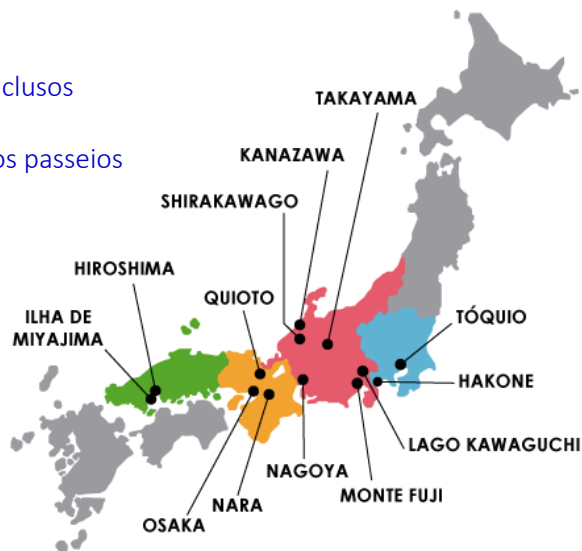 clusos
os passeios
TAKAYAMA
KANAZAWA
SHIRAKAWAGO
HIROSHIMA
QUIOTO
ILHA DE
MIYAJIMA
TÓQUIO
HAKONE
LAGO KAWAGUCHI
NAGOYA
MONTE FUJI
NARA
OSAKA